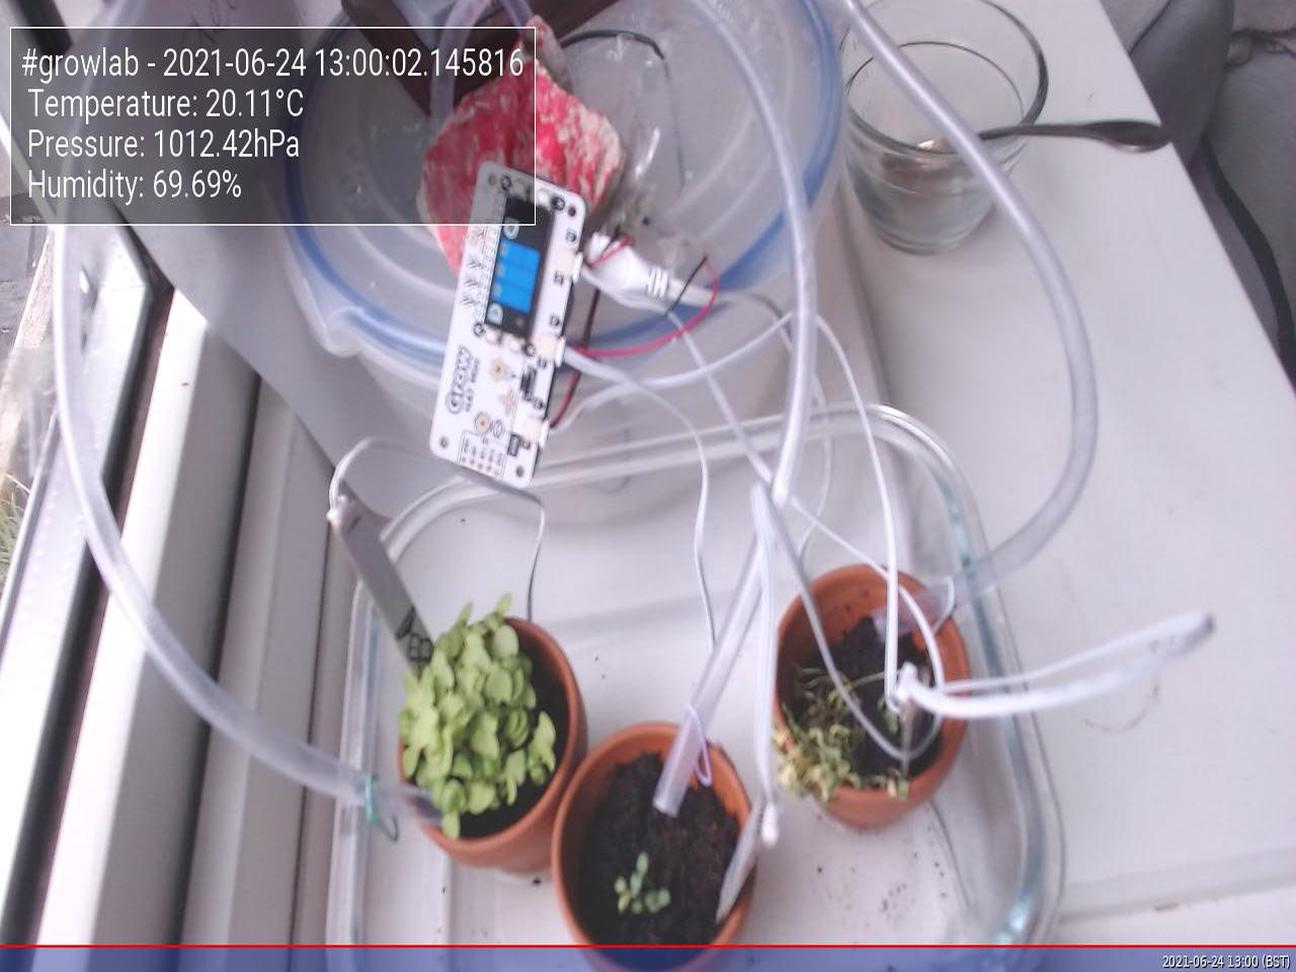 #growlab - 2021-06-24 13:00:02.145816
Temperature: 20.11°C
Pressure: 1012.42hPa
Humidity: 69.69%
Grow
2021-06-24 13:00 (BST)